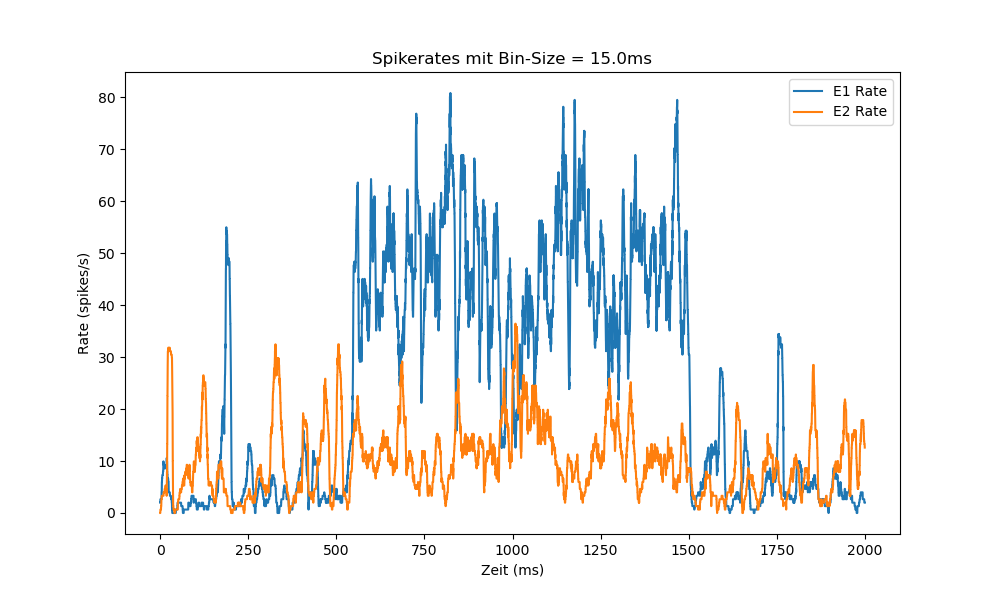 Spikerates mit Bin-Size = 15.0ms
E1 Rate
E2 Rate
80
70
60
50
40
30
20
10
0
Rate (spikes/s)
0 250 500 750 1000 1250 1500 1750 2000
Zeit (ms)